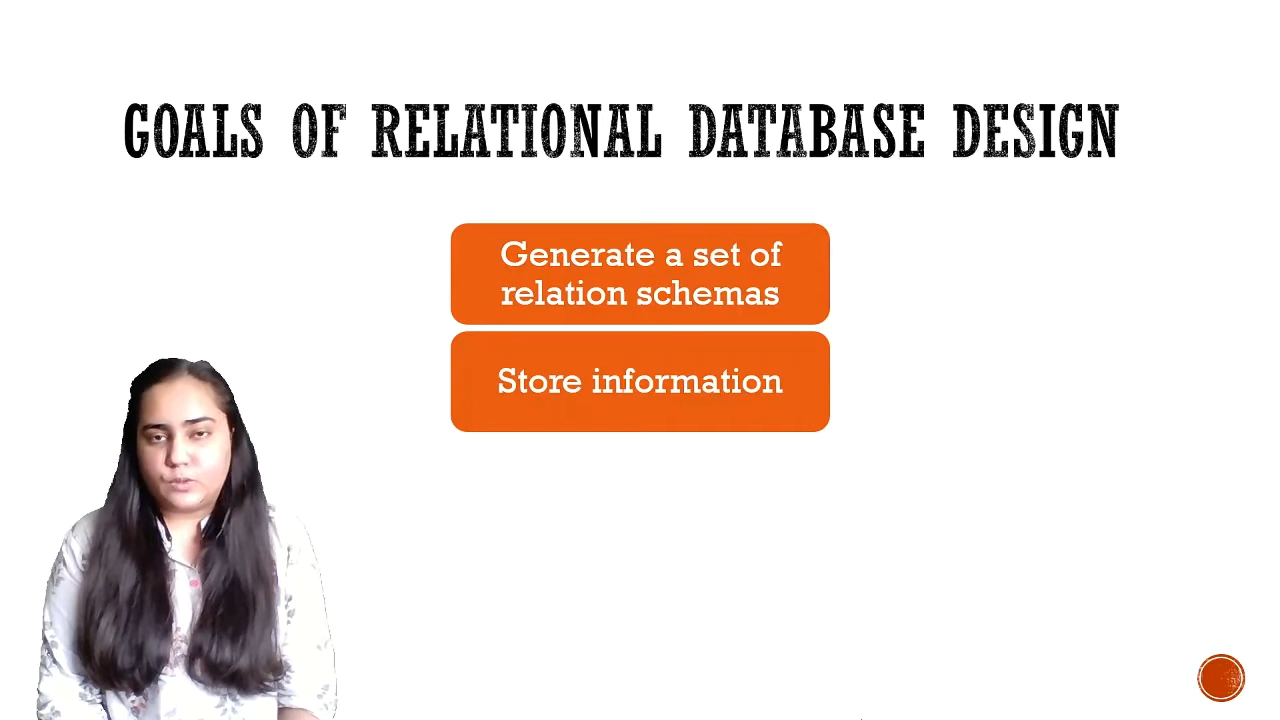 GOALS OF RELATIONAL DATABASE DESIGN
Generate a set of
relation schemas
Store information